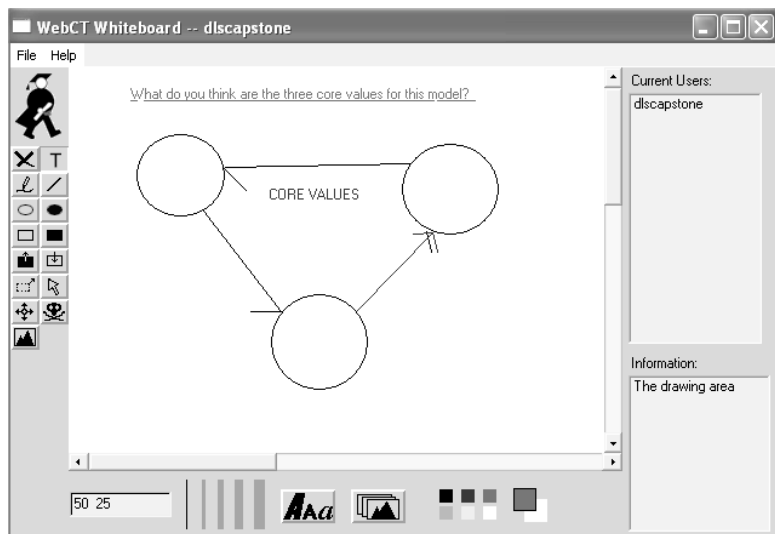 WebCT Whiteboard -- dlscapstone
File Help
What do you think are the three core values for this model?
CORE VALUES
Current Users:
dlscapstone
Information:
The drawing area
T
50 25
AAa